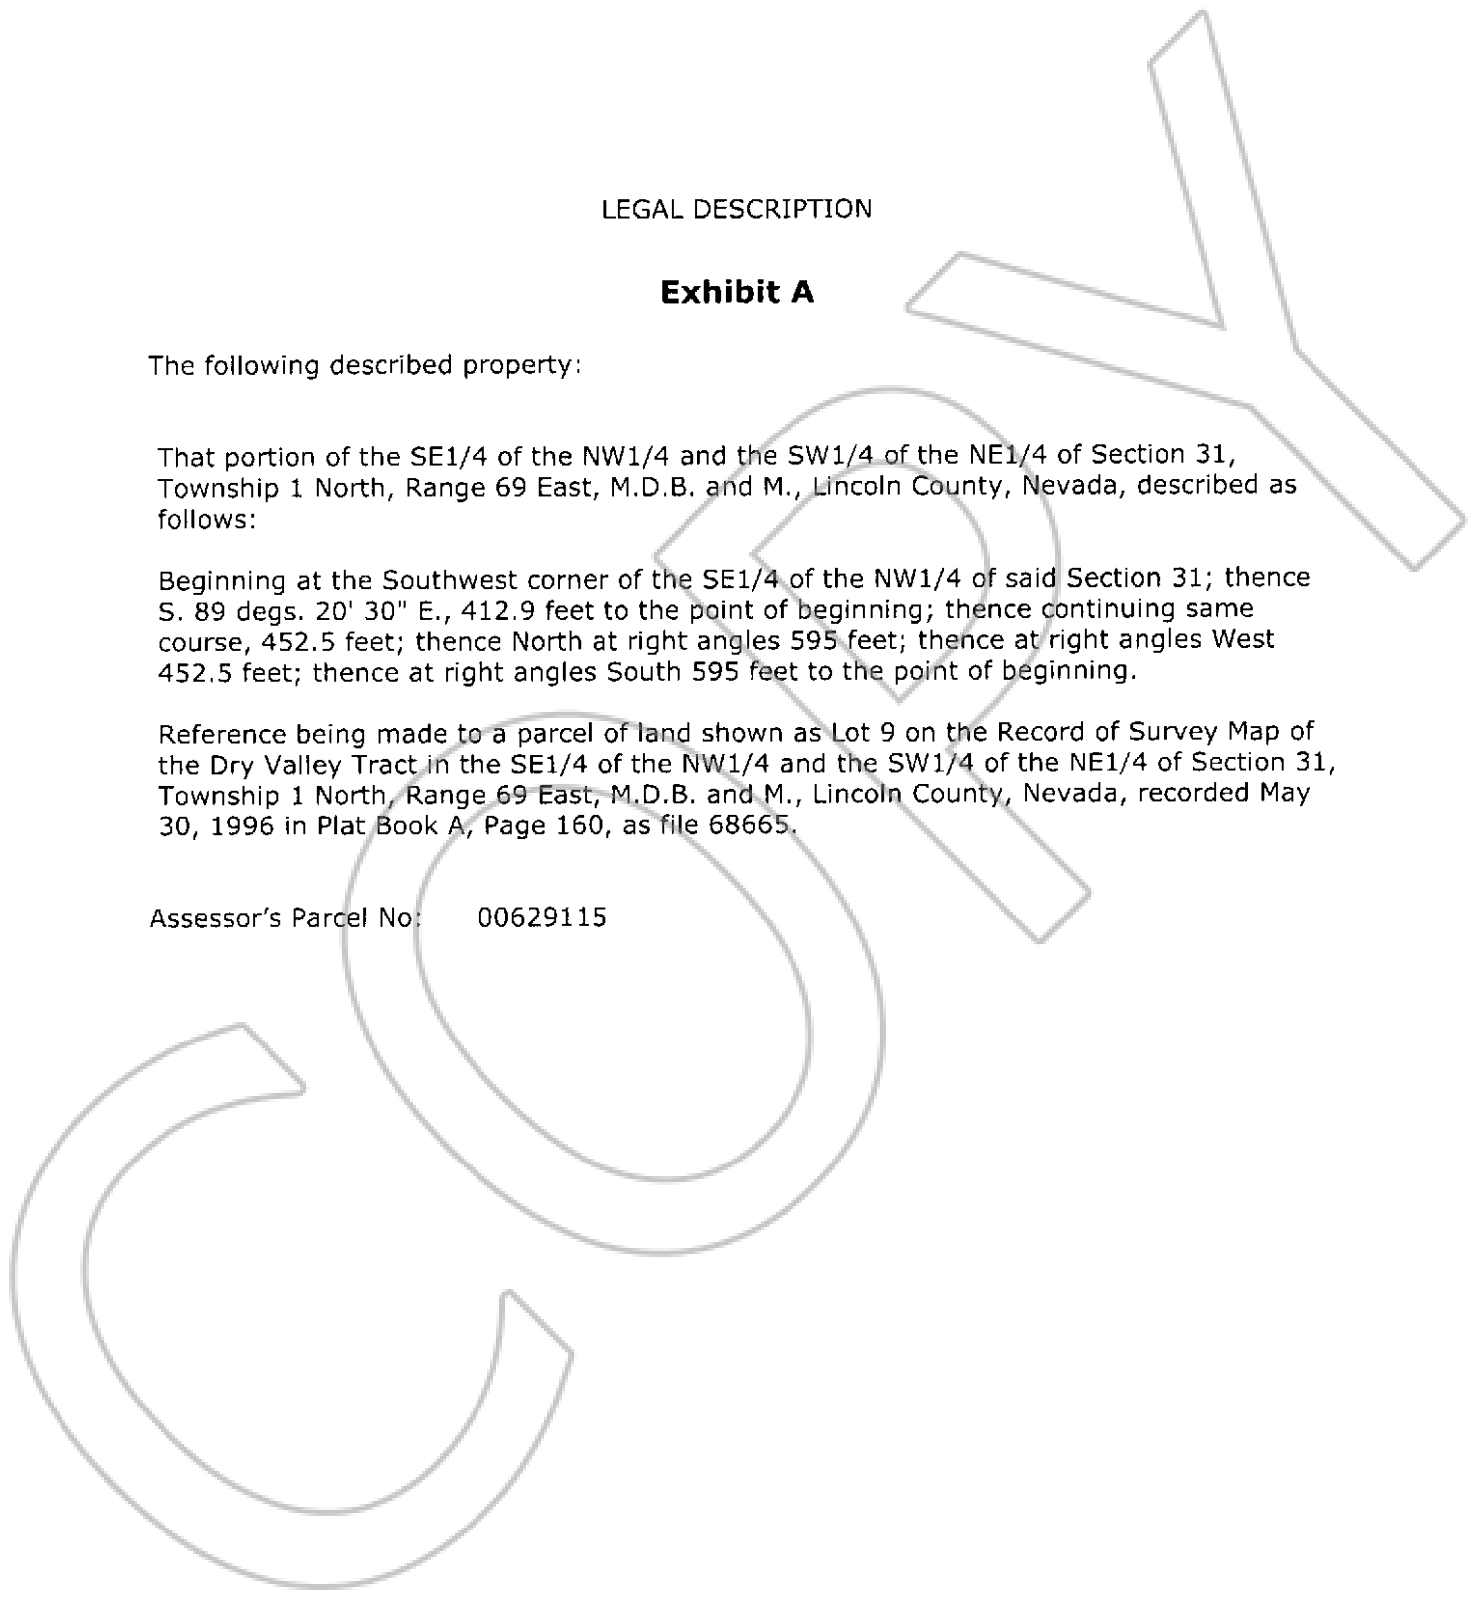 LEGAL DESCRIPTION
Exhibit A
The following described property:
That portion of the SE1/4 of the NW1/4 and the SW1/4 of the NE1/4 of Section 31,
Township 1 North, Range 69 East, M.D.B. and M., Lincoln County, Nevada, described as
follows:
Beginning at the Southwest corner of the SE1/4 of the NW1/4 of said Section 31; thence
S. 89 degs. 20' 30" E., 412.9 feet to the point of beginning; thence continuing same
course, 452.5 feet; thence North at right angles 595 feet; thence at right angles West
452.5 feet; thence at right angles South 595 feet to the point of beginning.
Reference being made to a parcel of land shown as Lot 9 on the Record of Survey Map of
the Dry Valley Tract in the SE1/4 of the NW1/4 and the SW1/4 of the NE1/4 of Section 31,
Township 1 North, Range 69 East, M.D.B. and M., Lincoln County, Nevada, recorded May
30, 1996 in Plat Book A, Page 160, as file 68665.
Assessor's Parcel No: 00629115
COPY